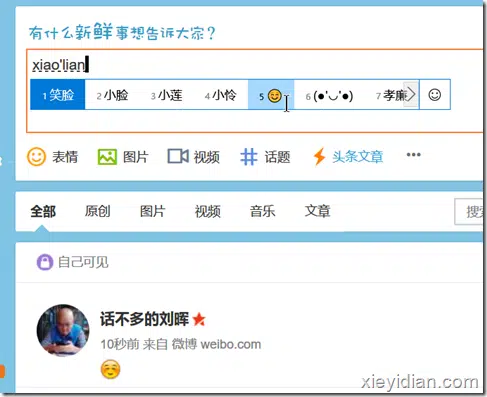 有什么新鲜事想告诉大家？
xiao'lian
1 笑脸 2 小脸 3 小莲 4 小怜 5 😊 6 (●'◡'●) 7 孝廉
表情 图片 视频 话题 头条文章 •••
全部 原创 图片 视频 音乐 文章 搜
自己可见
话不多的刘晖
10秒前 来自 微博 weibo.com
😊
xieyidian.com